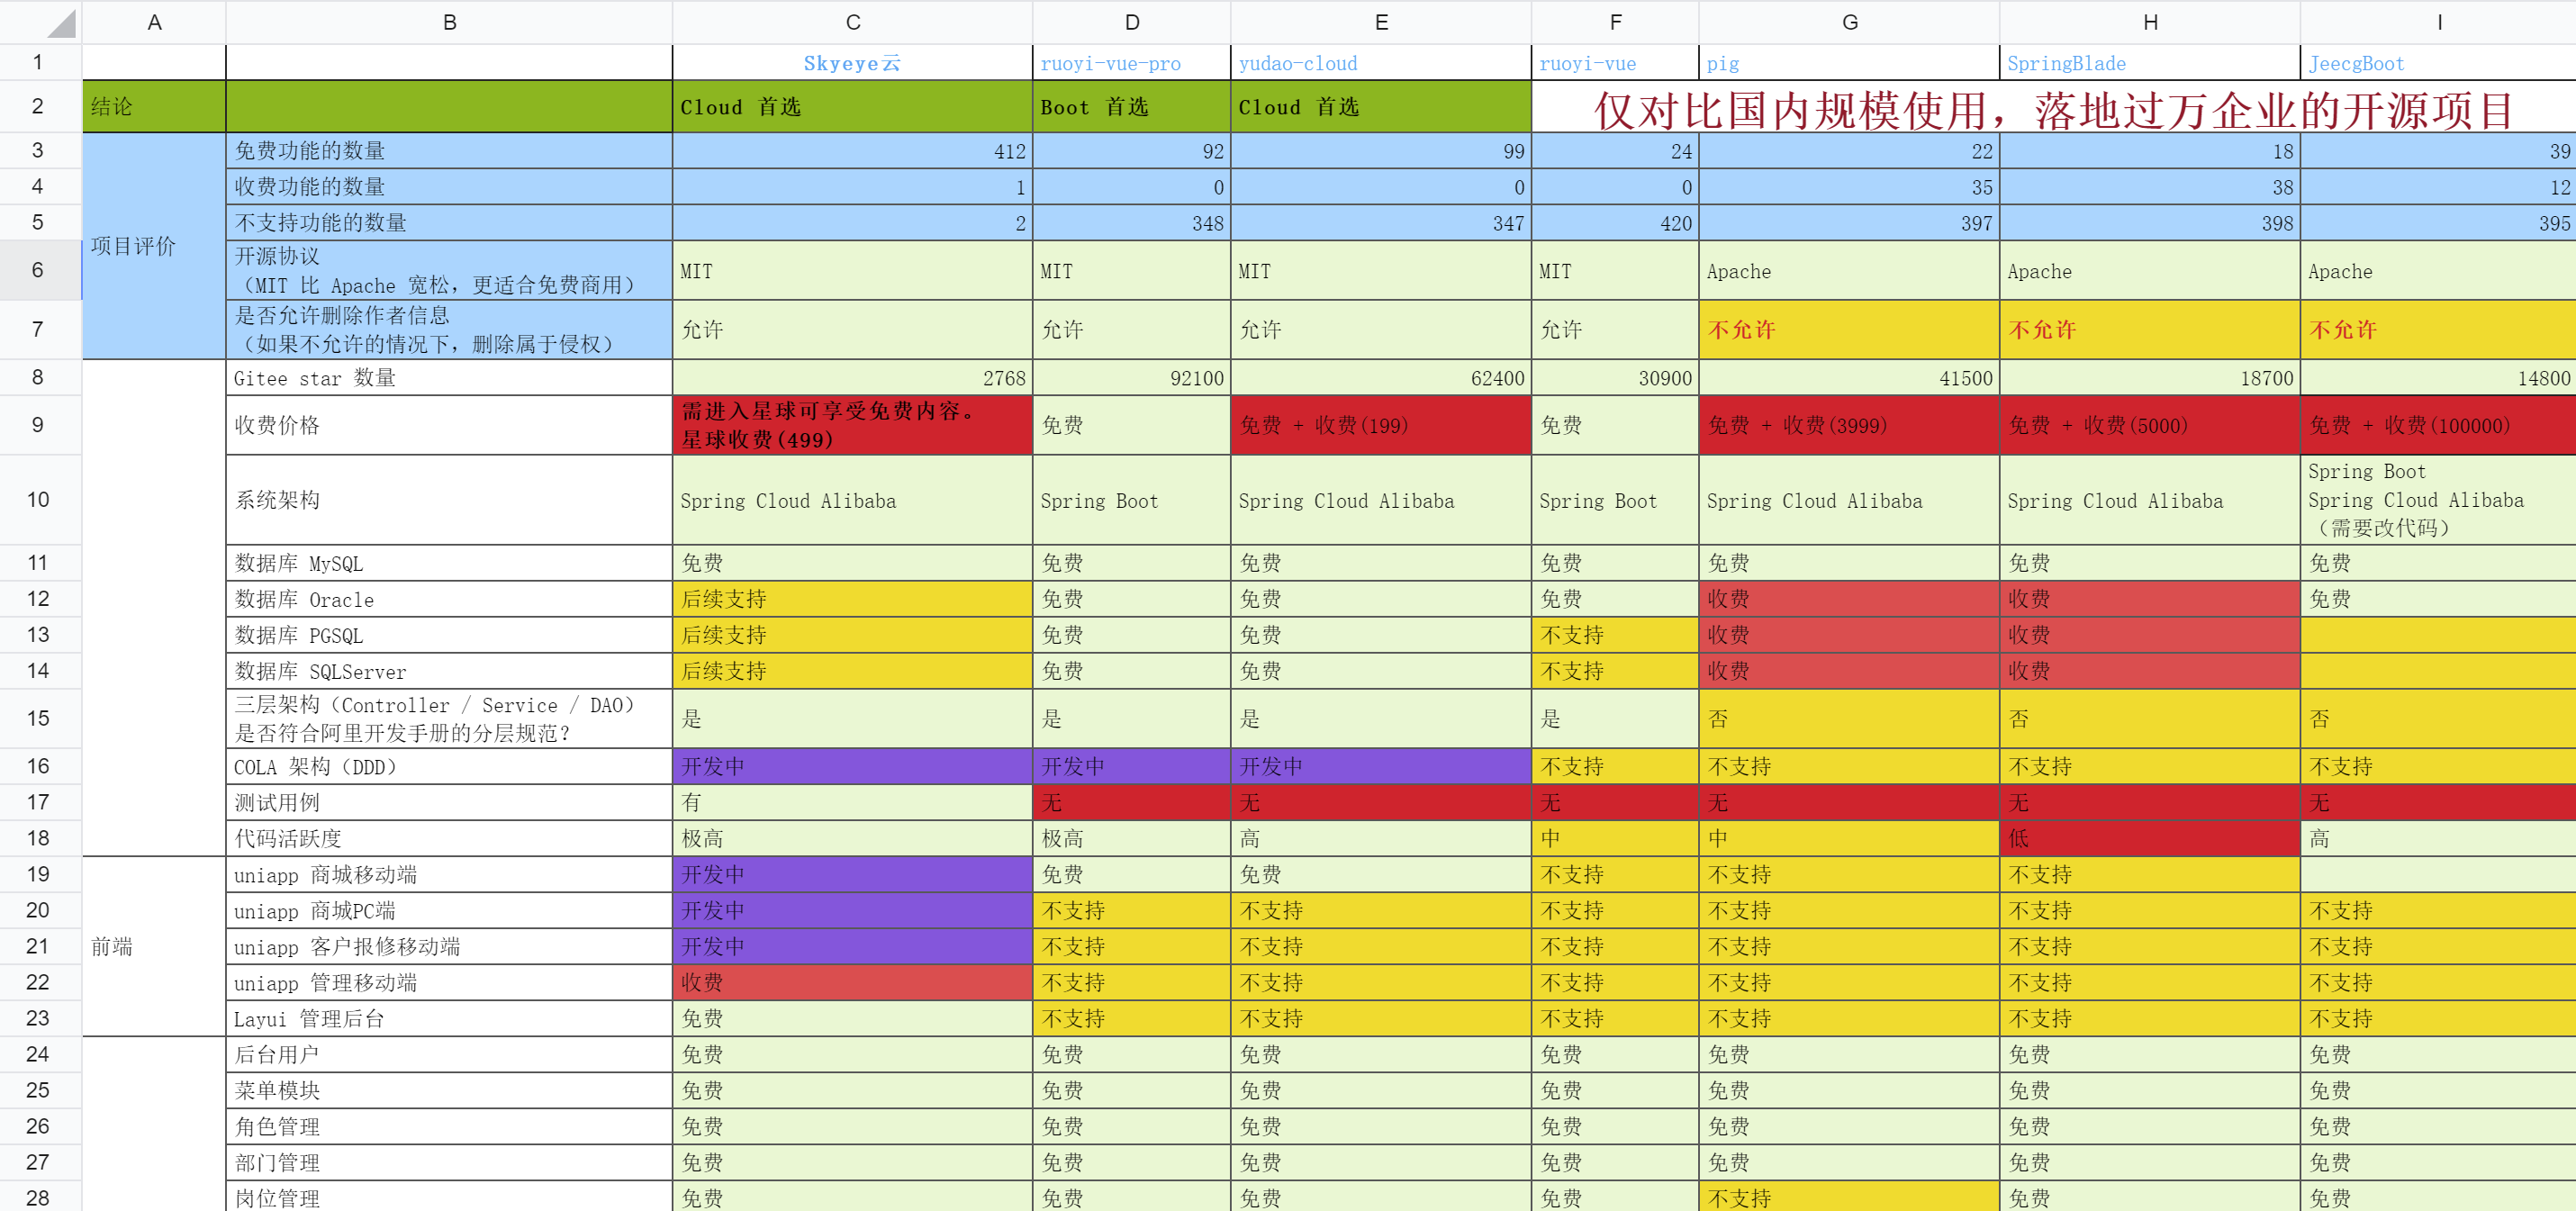 A B C D E F G H I
1 Skyeye云 ruoyi-vue-pro yudao-cloud ruoyi-vue pig SpringBlade JeecgBoot
2 结论 Cloud 首选 Boot 首选 Cloud 首选 仅对比国内规模使用，落地过万企业的开源项目
项目评价
3 免费功能的数量 412 92 99 24 22 18 39
4 收费功能的数量 1 0 0 0 35 38 12
5 不支持功能的数量 2 348 347 420 397 398 395
6 开源协议
（MIT 比 Apache 宽松，更适合免费商用） MIT MIT MIT MIT Apache Apache Apache
7 是否允许删除作者信息
（如果不允许的情况下，删除属于侵权） 允许 允许 允许 允许 不允许 不允许 不允许
8 Gitee star 数量 2768 92100 62400 30900 41500 18700 14800
9 收费价格 需进入星球可享受免费内容。
星球收费(499) 免费 免费 + 收费(199) 免费 免费 + 收费(3999) 免费 + 收费(5000) 免费 + 收费(100000)
10 系统架构 Spring Cloud Alibaba Spring Boot Spring Cloud Alibaba Spring Boot Spring Cloud Alibaba Spring Cloud Alibaba Spring Boot
Spring Cloud Alibaba
（需要改代码）
11 数据库 MySQL 免费 免费 免费 免费 免费 免费 免费
12 数据库 Oracle 后续支持 免费 免费 免费 收费 收费 免费
13 数据库 PGSQL 后续支持 免费 免费 不支持 收费 收费
14 数据库 SQLServer 后续支持 免费 免费 不支持 收费 收费
15 三层架构（Controller / Service / DAO）
是否符合阿里开发手册的分层规范？ 是 是 是 是 否 否 否
16 COLA 架构（DDD） 开发中 开发中 开发中 不支持 不支持 不支持 不支持
17 测试用例 有 无 无 无 无 无 无
18 代码活跃度 极高 极高 高 中 中 低 高
前端
19 uniapp 商城移动端 开发中 免费 免费 不支持 不支持 不支持
20 uniapp 商城PC端 开发中 不支持 不支持 不支持 不支持 不支持 不支持
21 uniapp 客户报修移动端 开发中 不支持 不支持 不支持 不支持 不支持 不支持
22 uniapp 管理移动端 收费 不支持 不支持 不支持 不支持 不支持 不支持
23 Layui 管理后台 免费 不支持 不支持 不支持 不支持 不支持 不支持
24 后台用户 免费 免费 免费 免费 免费 免费 免费
25 菜单模块 免费 免费 免费 免费 免费 免费 免费
26 角色管理 免费 免费 免费 免费 免费 免费 免费
27 部门管理 免费 免费 免费 免费 免费 免费 免费
28 岗位管理 免费 免费 免费 免费 不支持 免费 免费